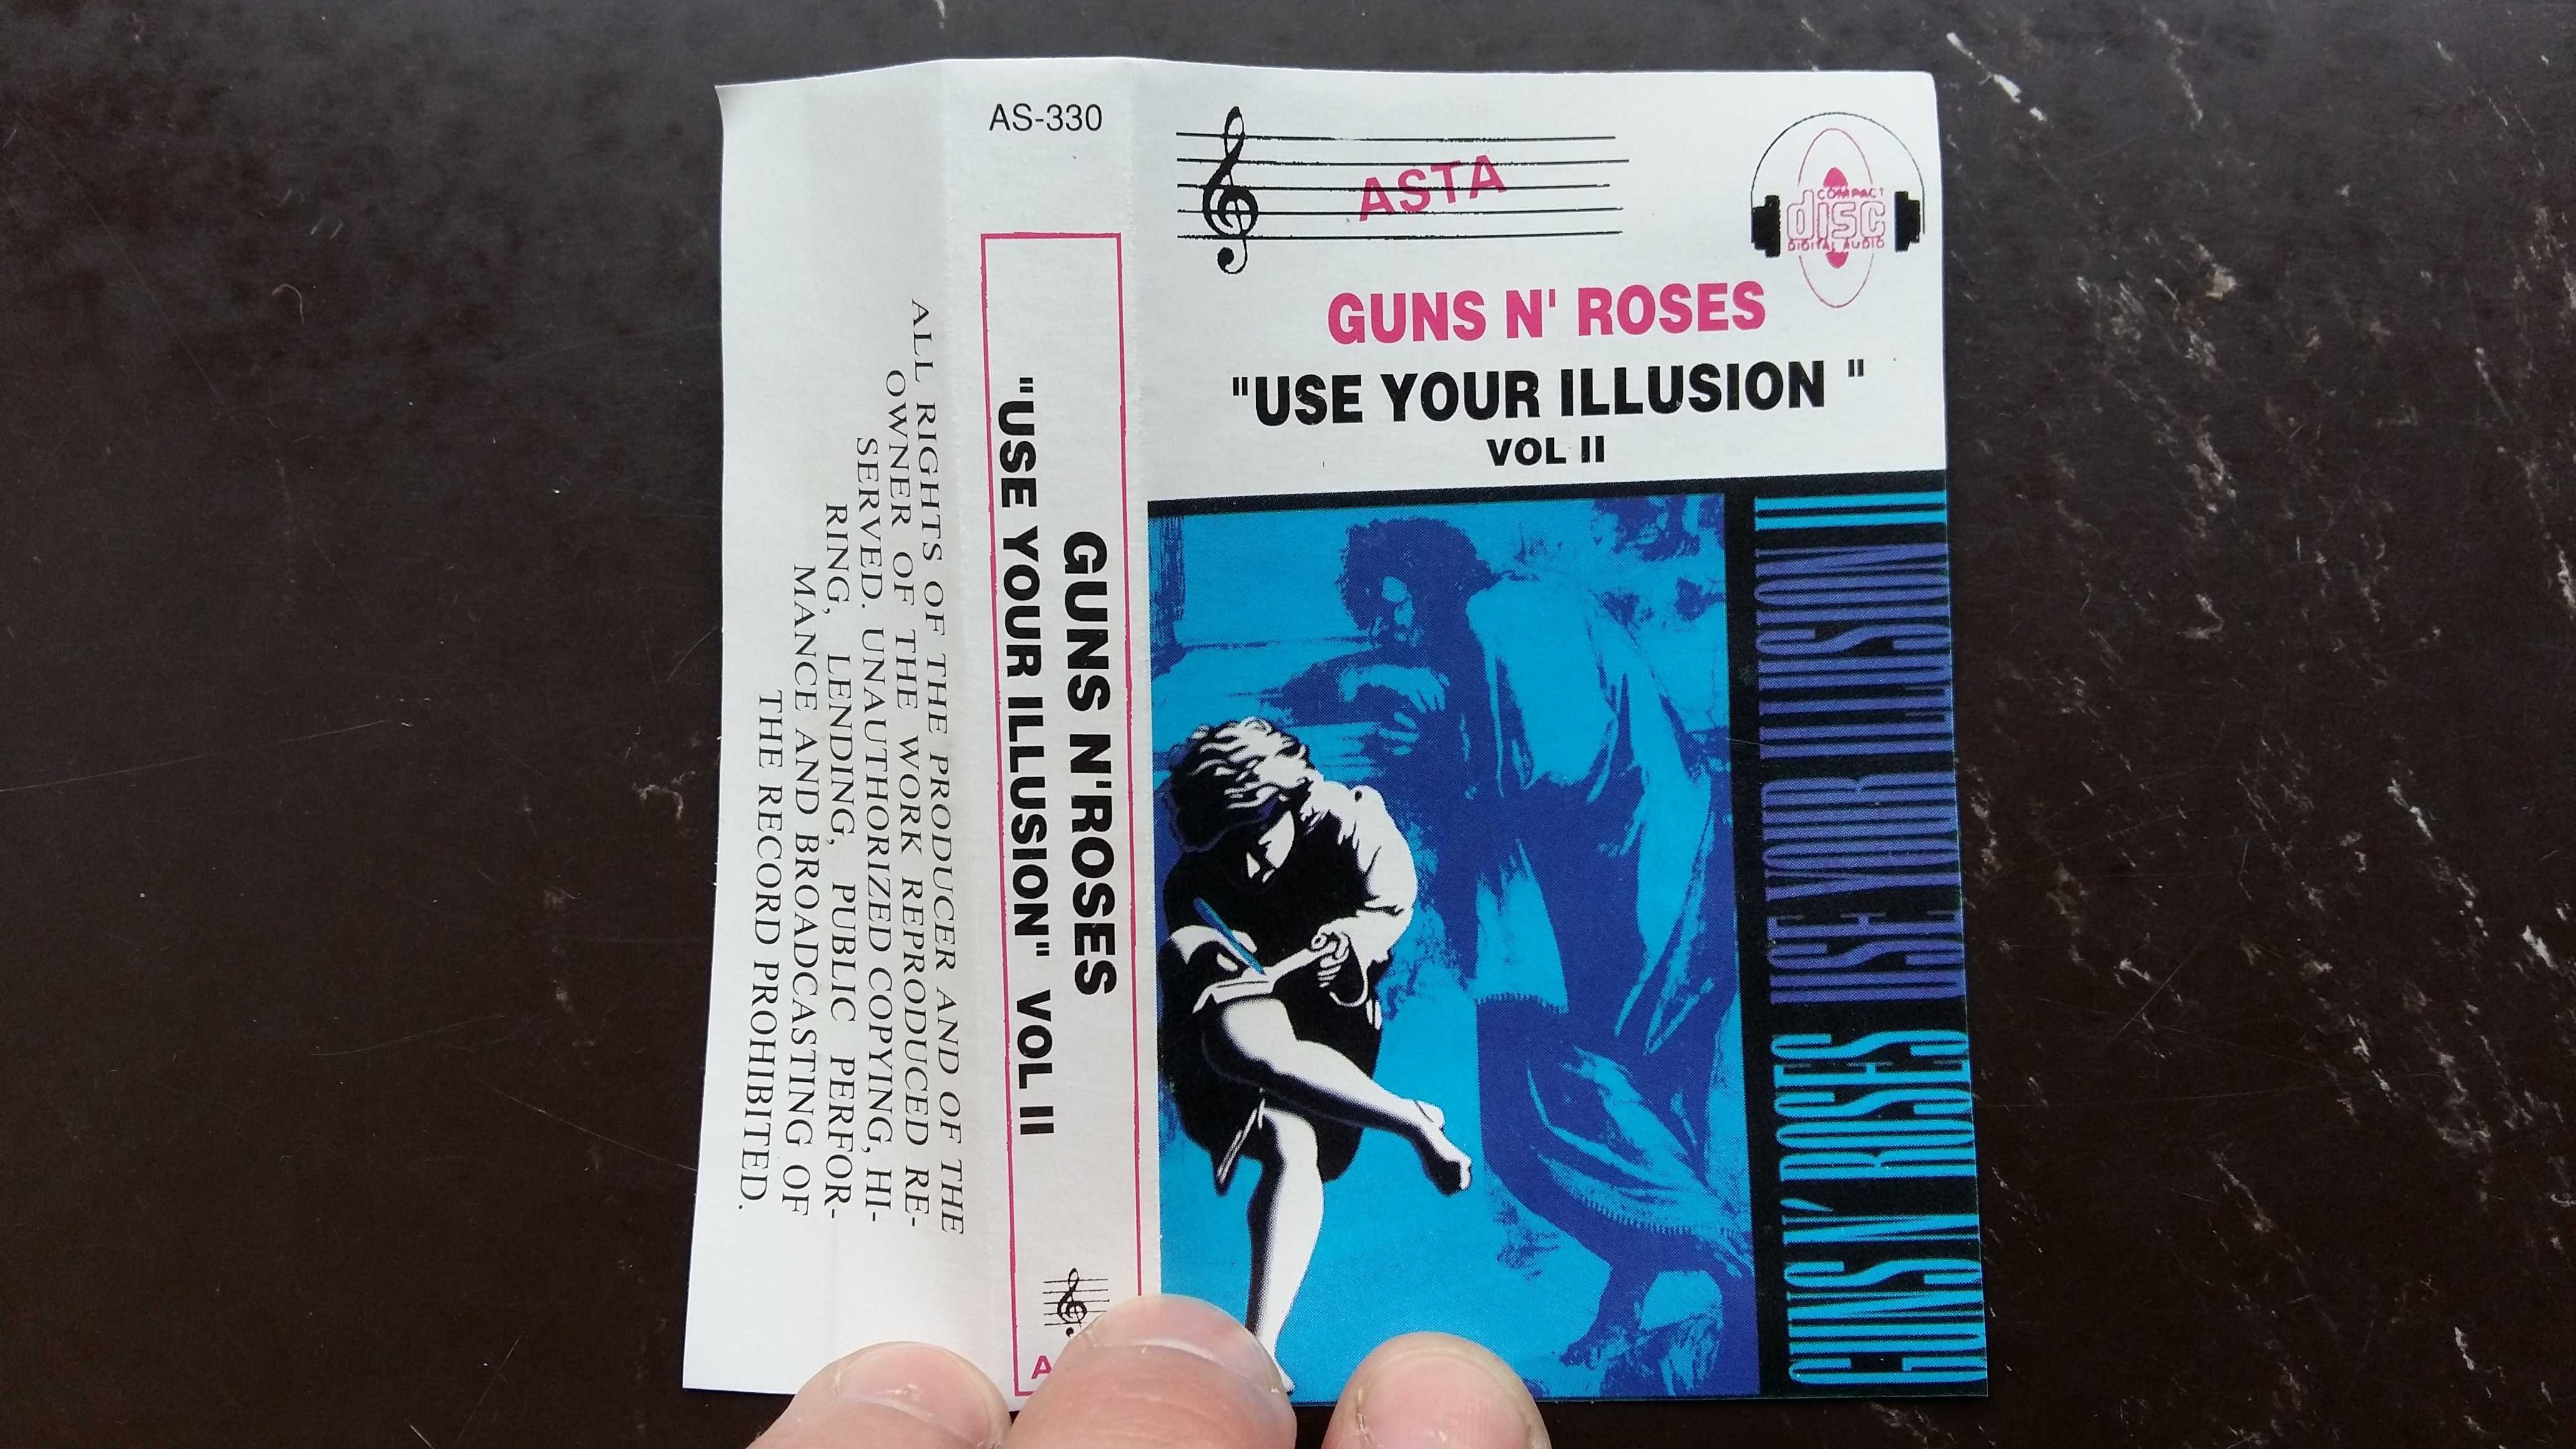 AS-330
ASTA
COMPACT
disc
DIGITAL AUDIO
GUNS N' ROSES
"USE YOUR ILLUSION "
VOL II
GUNS N' ROSES USE YOUR ILLUSION II
GUNS N'ROSES
"USE YOUR ILLUSION" VOL II
ALL RIGHTS OF THE PRODUCER AND OF THE
OWNER OF THE WORK REPRODUCED RE-
SERVED. UNAUTHORIZED COPYING, HI-
RING, LENDING, PUBLIC PERFOR-
MANCE AND BROADCASTING OF
THE RECORD PROHIBITED.